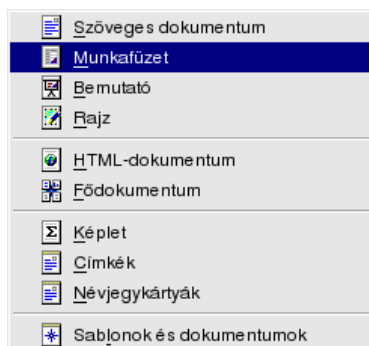 Szöveges dokumentum
Munkafüzet
Bemutató
Rajz
HTML-dokumentum
Fődokumentum
Képlet
Címkék
Névjegykártyák
Sablonok és dokumentumok